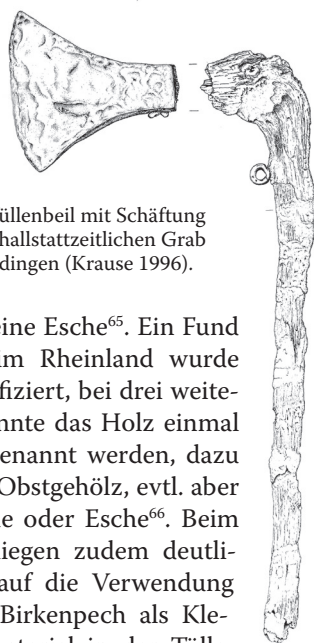 üllenbeil mit Schäftung
hallstattzeitlichen Grab
dingen (Krause 1996).
eine Esche⁶⁵. Ein Fund
im Rheinland wurde
fiziert, bei drei weite-
nnte das Holz einmal
enannt werden, dazu
Obstgehölz, evtl. aber
e oder Esche⁶⁶. Beim
iegen zudem deutli-
auf die Verwendung
Birkenpech als Kle-